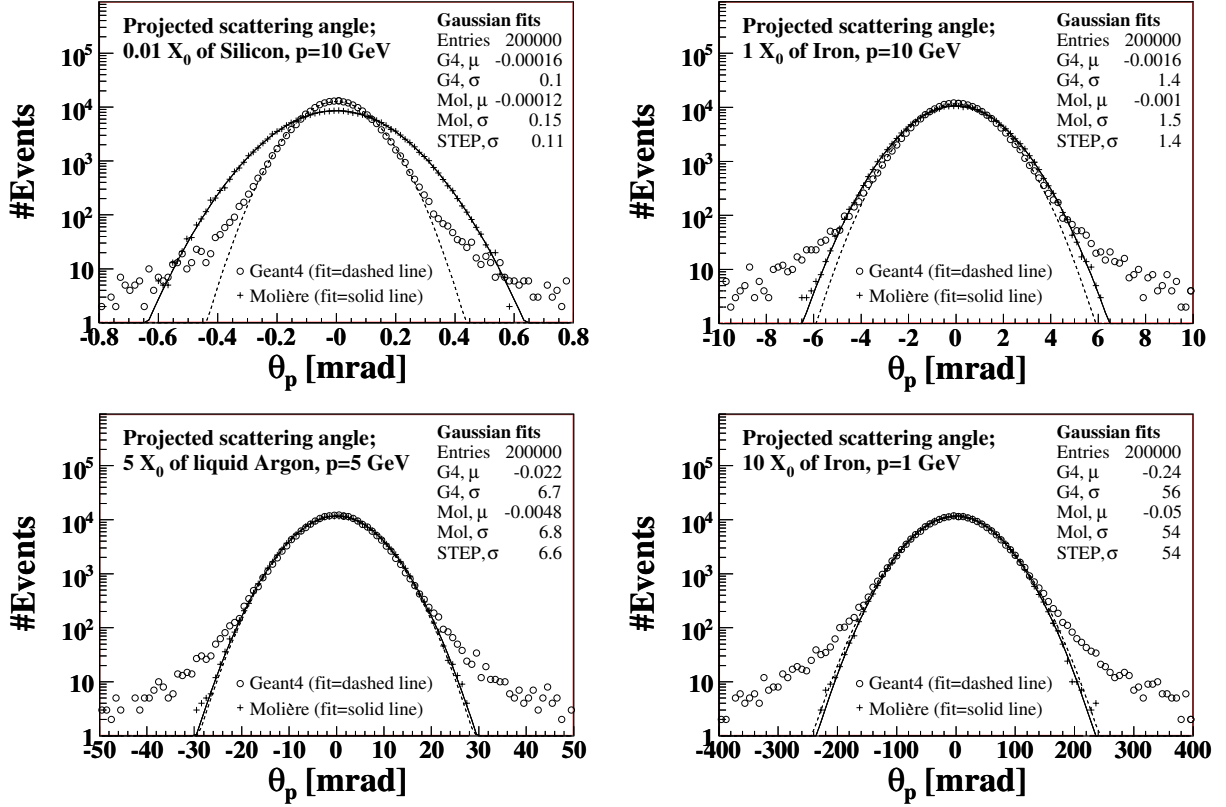 Projected scattering angle;
0.01 X0 of Silicon, p=10 GeV
Gaussian fits
Entries 200000
G4, μ -0.00016
G4, σ 0.1
Mol, μ -0.00012
Mol, σ 0.15
STEP, σ 0.11
#Events
10^5
10^4
10^3
10^2
10
1
○ Geant4 (fit=dashed line)
+ Molière (fit=solid line)
-0.8 -0.6 -0.4 -0.2 -0 0.2 0.4 0.6 0.8
θp [mrad]
Projected scattering angle;
1 X0 of Iron, p=10 GeV
Gaussian fits
Entries 200000
G4, μ -0.0016
G4, σ 1.4
Mol, μ -0.001
Mol, σ 1.5
STEP, σ 1.4
#Events
10^5
10^4
10^3
10^2
10
1
○ Geant4 (fit=dashed line)
+ Molière (fit=solid line)
-10 -8 -6 -4 -2 0 2 4 6 8 10
θp [mrad]
Projected scattering angle;
5 X0 of liquid Argon, p=5 GeV
Gaussian fits
Entries 200000
G4, μ -0.022
G4, σ 6.7
Mol, μ -0.0048
Mol, σ 6.8
STEP, σ 6.6
#Events
10^5
10^4
10^3
10^2
10
1
○ Geant4 (fit=dashed line)
+ Molière (fit=solid line)
-50 -40 -30 -20 -10 0 10 20 30 40 50
θp [mrad]
Projected scattering angle;
10 X0 of Iron, p=1 GeV
Gaussian fits
Entries 200000
G4, μ -0.24
G4, σ 56
Mol, μ -0.05
Mol, σ 54
STEP, σ 54
#Events
10^5
10^4
10^3
10^2
10
1
○ Geant4 (fit=dashed line)
+ Molière (fit=solid line)
-400 -300 -200 -100 0 100 200 300 400
θp [mrad]